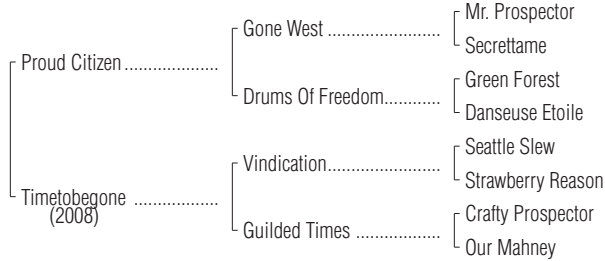 Mr. Prospector
Gone West ....................
Secrettame
Proud Citizen ..................
Green Forest
Drums Of Freedom............
Danseuse Etoile
Seattle Slew
Vindication......................
Strawberry Reason
Timetobegone ................
(2008)
Crafty Prospector
Guilded Times ................
Our Mahney